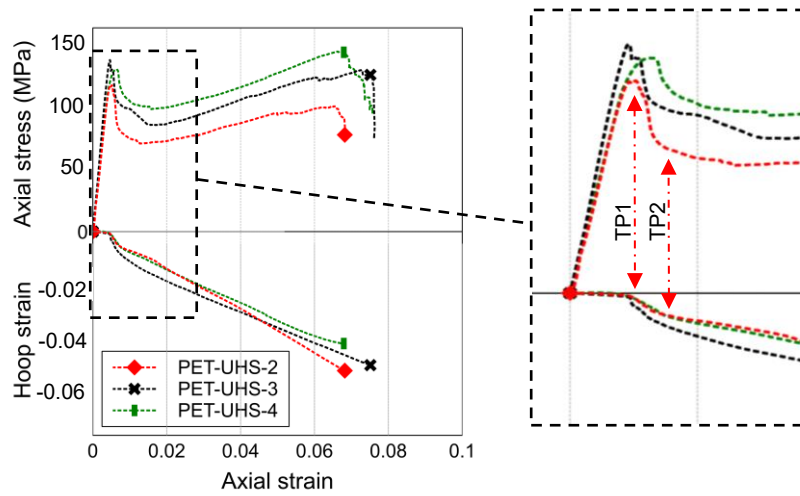 150
100
50
0
-0.02
-0.04
-0.06
Axial stress (MPa)
Hoop strain
PET-UHS-2
PET-UHS-3
PET-UHS-4
0
0.02
0.04
0.06
0.08
0.1
Axial strain
TP1
TP2